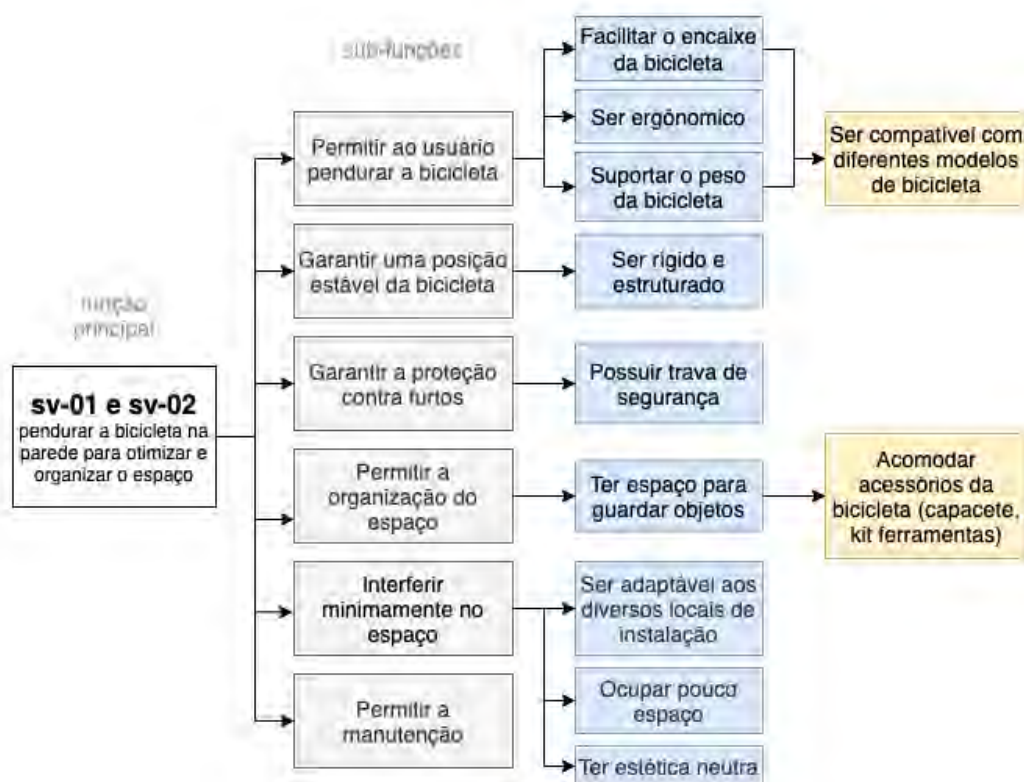 sub-funções
função
principal
sv-01 e sv-02
pendurar a bicicleta na
parede para otimizar e
organizar o espaço
Permitir ao usuário
pendurar a bicicleta
Garantir uma posição
estável da bicicleta
Garantir a proteção
contra furtos
Permitir a
organização do
espaço
Interferir
minimamente no
espaço
Permitir a
manutenção
Facilitar o encaixe
da bicicleta
Ser ergônomico
Suportar o peso
da bicicleta
Ser rígido e
estruturado
Possuir trava de
segurança
Ter espaço para
guardar objetos
Ser adaptável aos
diversos locais de
instalação
Ocupar pouco
espaço
Ter estética neutra
Ser compatível com
diferentes modelos
de bicicleta
Acomodar
acessórios da
bicicleta (capacete,
kit ferramentas)